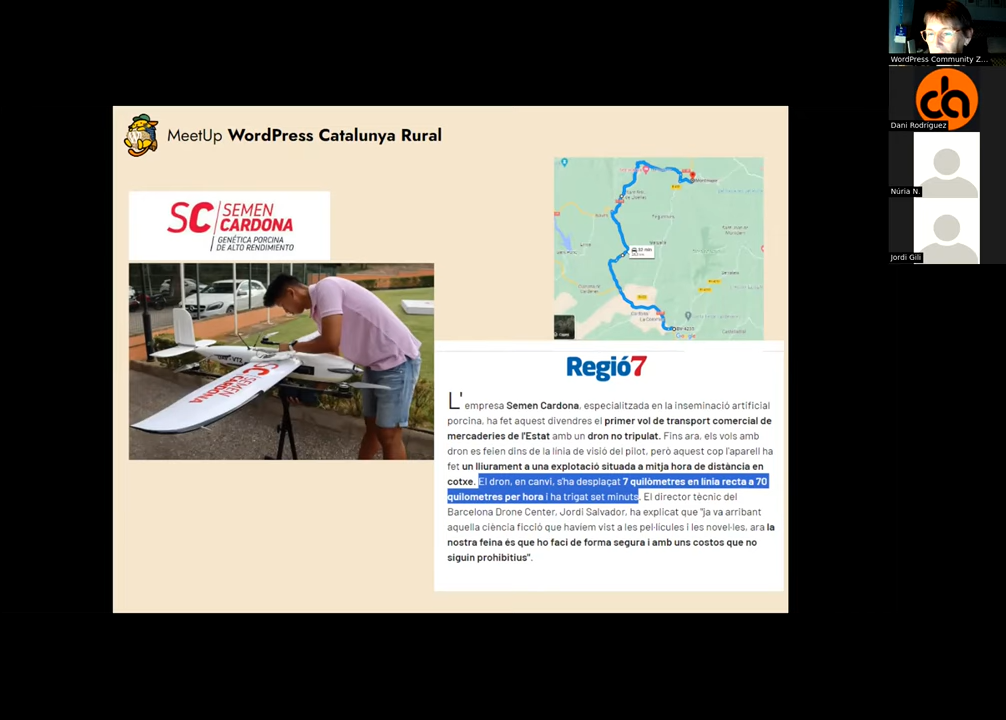 MeetUp WordPress Catalunya Rural
SC SEMEN
CARDONA
GENÉTICA PORCINA
DE ALTO RENDIMIENTO
SC SEMEN
CARDONA
Google
Regió7
L'empresa Semen Cardona, especialitzada en la inseminació artificial
porcina, ha fet aquest divendres el primer vol de transport comercial de
mercaderies de l'Estat amb un dron no tripulat. Fins ara, els vols amb
dron es feien dins de la línia de visió del pilot, però aquest cop l'aparell ha
fet un lliurament a una explotació situada a mitja hora de distància en
cotxe. El dron, en canvi, s'ha desplaçat 7 quilòmetres en línia recta a 70
quilometres per hora i ha trigat set minuts. El director tècnic del
Barcelona Drone Center, Jordi Salvador, ha explicat que "ja va arribant
aquella ciència ficció que havíem vist a les pel·lícules i les novel·les, ara la
nostra feina és que ho faci de forma segura i amb uns costos que no
siguin prohibitius".
WordPress Community Z...
Dani Rodríguez
Núria N.
Jordi Gili